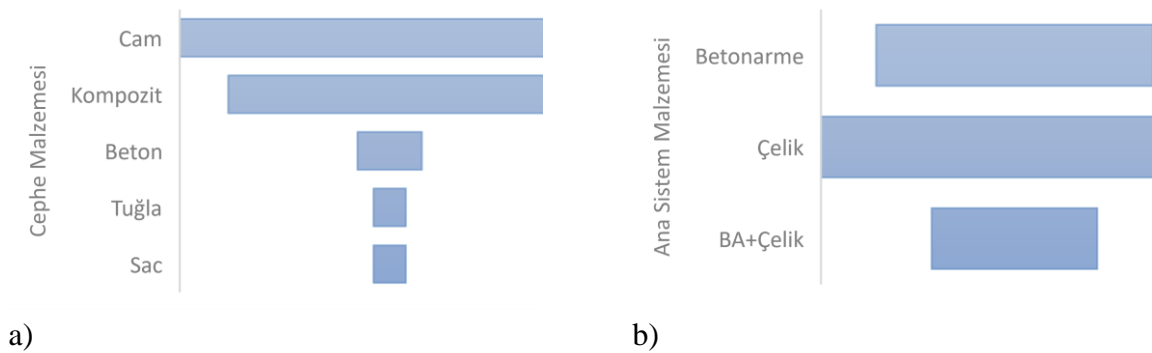 Cephe Malzemesi
Cam
Kompozit
Beton
Tuğla
Sac
a)
Ana Sistem Malzemesi
Betonarme
Çelik
BA+Çelik
b)